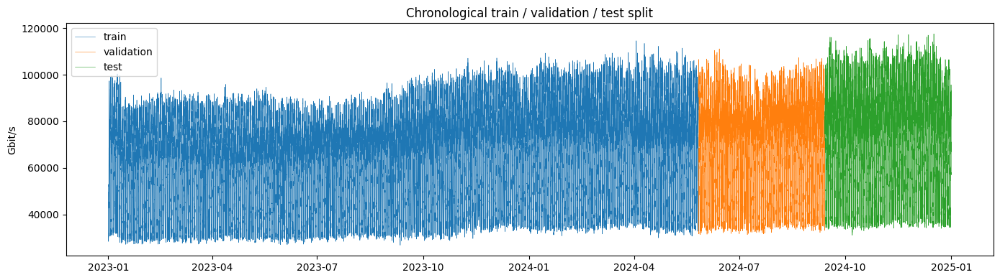 Chronological train / validation / test split
120000
100000
80000
60000
40000
Gbit/s
train
validation
test
2023-01
2023-04
2023-07
2023-10
2024-01
2024-04
2024-07
2024-10
2025-01